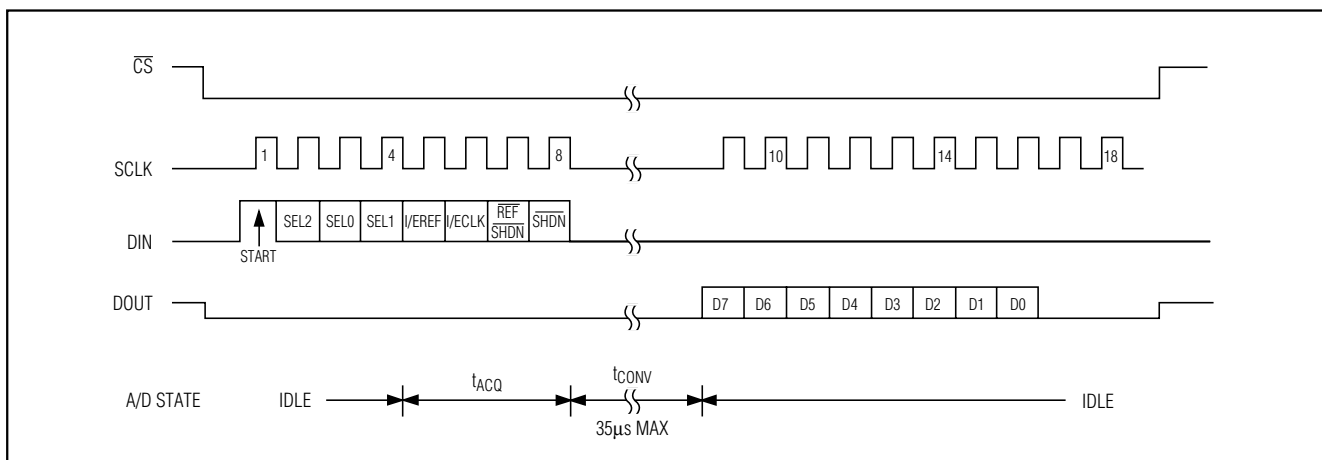 CS
SCLK
1 4 8 10 14 18
DIN
SEL2 SEL0 SEL1 I/EREF I/ECLK REF SHDN SHDN
START
DOUT
D7 D6 D5 D4 D3 D2 D1 D0
A/D STATE IDLE tACQ tCONV IDLE
35µs MAX